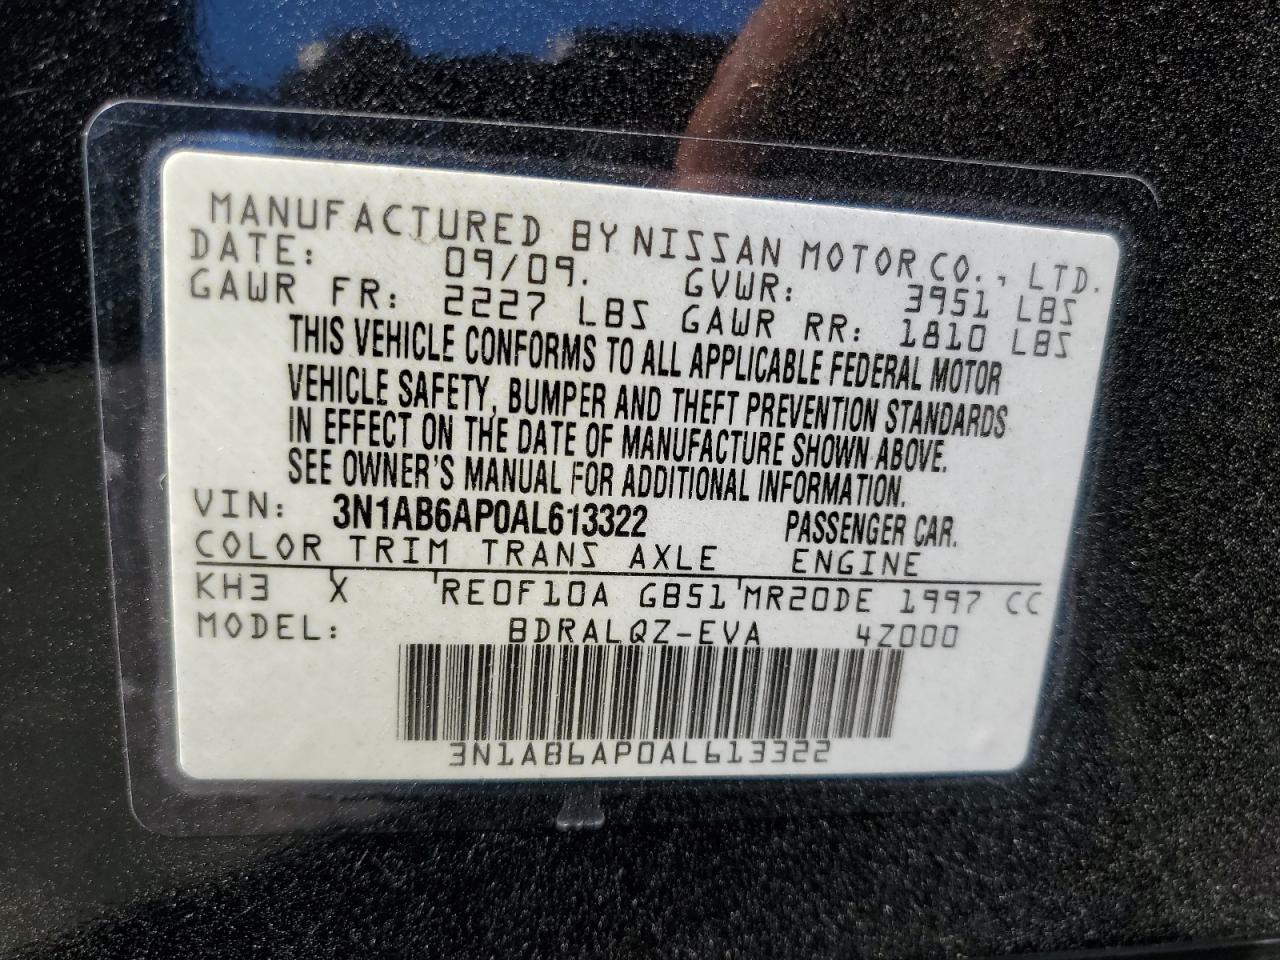 MANUFACTURED BY NISSAN MOTOR CO., LTD.
DATE: 09/09. GVWR: 3951 LBS
GAWR FR: 2227 LBS GAWR RR: 1810 LBS
THIS VEHICLE CONFORMS TO ALL APPLICABLE FEDERAL MOTOR
VEHICLE SAFETY, BUMPER AND THEFT PREVENTION STANDARDS
IN EFFECT ON THE DATE OF MANUFACTURE SHOWN ABOVE.
SEE OWNER'S MANUAL FOR ADDITIONAL INFORMATION.
VIN: 3N1AB6AP0AL613322 PASSENGER CAR.
COLOR TRIM TRANS AXLE ENGINE
KH3 X RE0F10A GB51 MR20DE 1997 CC
MODEL: BDRALQZ-EVA 4Z000
3N1AB6AP0AL613322